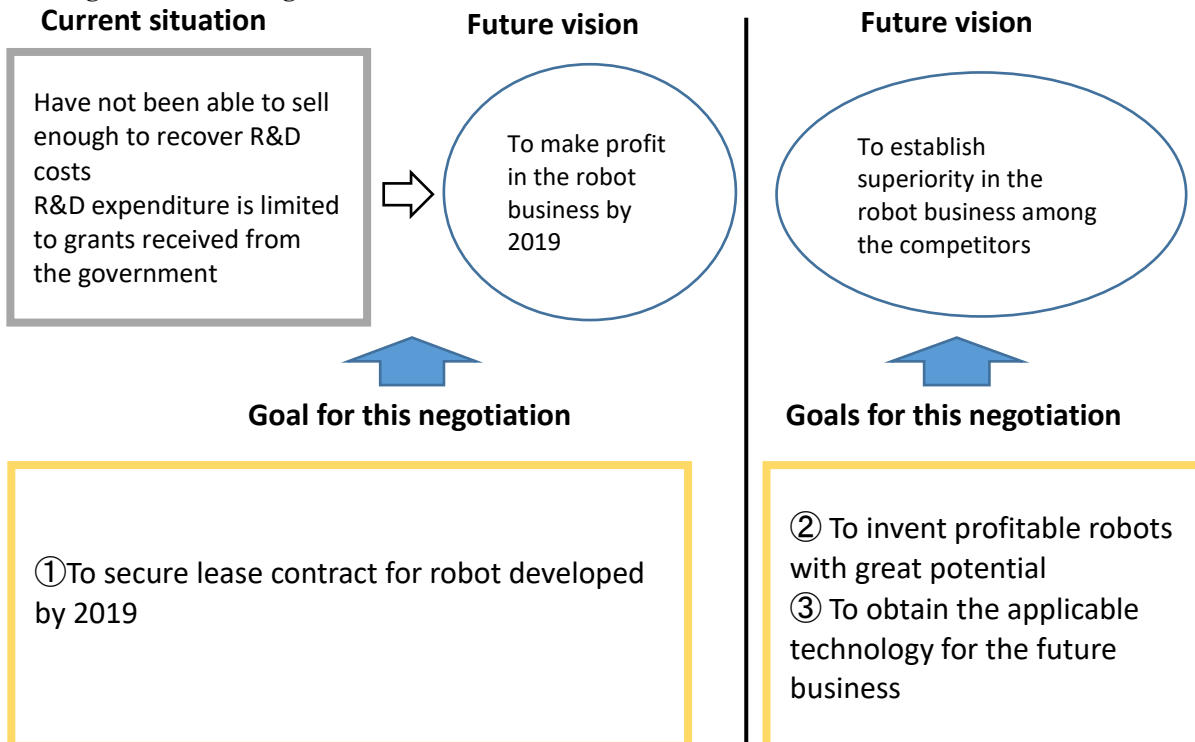 Current situation
Future vision
Have not been able to sell
enough to recover R&D
costs
R&D expenditure is limited
to grants received from
the government
To make profit
in the robot
business by
2019
Goal for this negotiation
①To secure lease contract for robot developed
by 2019
Future vision
To establish
superiority in the
robot business among
the competitors
Goals for this negotiation
② To invent profitable robots
with great potential
③ To obtain the applicable
technology for the future
business